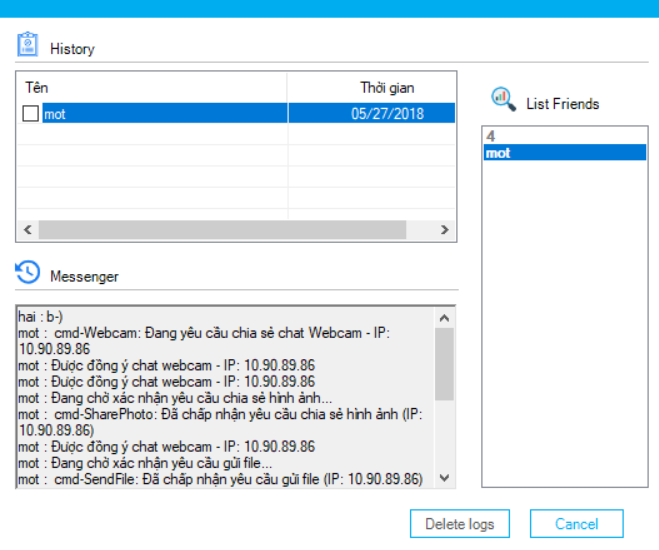 History
Tên Thời gian
mot 05/27/2018
List Friends
4
mot
Messenger
hai : b-)
mot : cmd-Webcam: Đang yêu cầu chia sẻ chat Webcam - IP:
10.90.89.86
mot : Được đồng ý chat webcam - IP: 10.90.89.86
mot : Được đồng ý chat webcam - IP: 10.90.89.86
mot : Đang chờ xác nhận yêu cầu chia sẻ hình ảnh...
mot : cmd-SharePhoto: Đã chấp nhận yêu cầu chia sẻ hình ảnh (IP:
10.90.89.86)
mot : Được đồng ý chat webcam - IP: 10.90.89.86
mot : Đang chờ xác nhận yêu cầu gửi file...
mot : cmd-SendFile: Đã chấp nhận yêu cầu gửi file (IP: 10.90.89.86)
Delete logs
Cancel